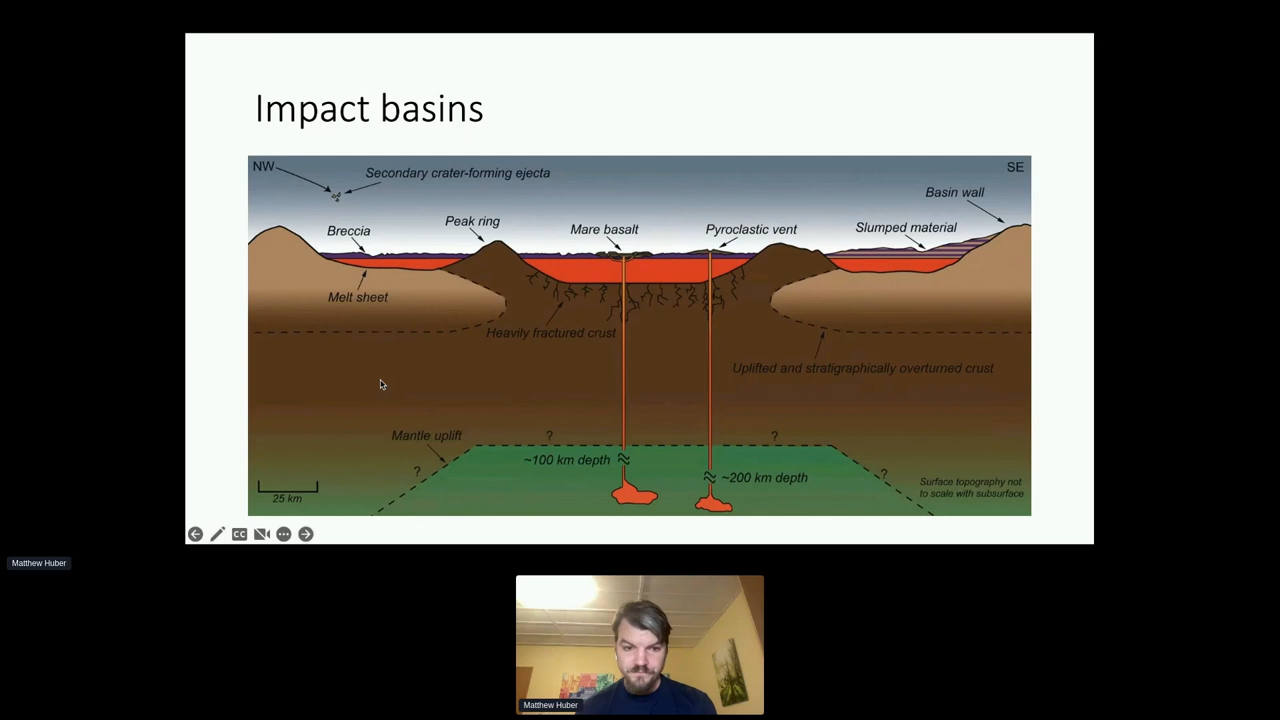 Impact basins
NW
Secondary crater-forming ejecta
SE
Basin wall
Breccia
Peak ring
Mare basalt
Pyroclastic vent
Slumped material
Melt sheet
Heavily fractured crust
Uplifted and stratigraphically overturned crust
Mantle uplift
?
?
?
?
~100 km depth
~200 km depth
25 km
Surface topography not
to scale with subsurface
CC
Matthew Huber
Matthew Huber